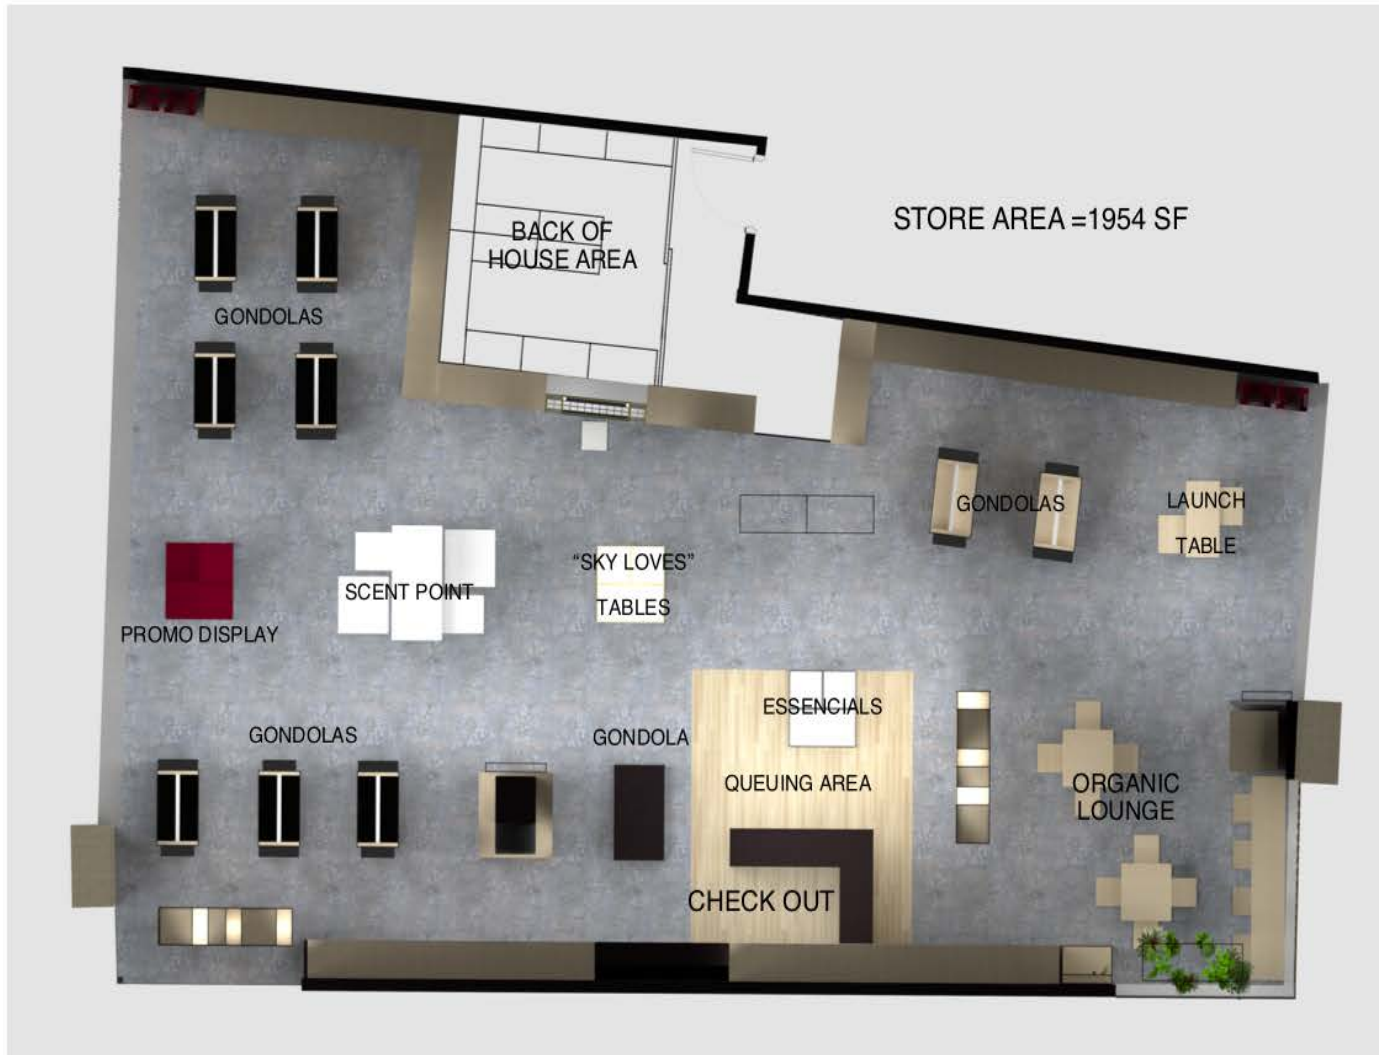 STORE AREA =1954 SF
BACK OF
HOUSE AREA
GONDOLAS
GONDOLAS
LAUNCH
TABLE
"SKY LOVES"
TABLES
SCENT POINT
PROMO DISPLAY
ESSENCIALS
GONDOLAS
GONDOLA
QUEUING AREA
ORGANIC
LOUNGE
CHECK OUT